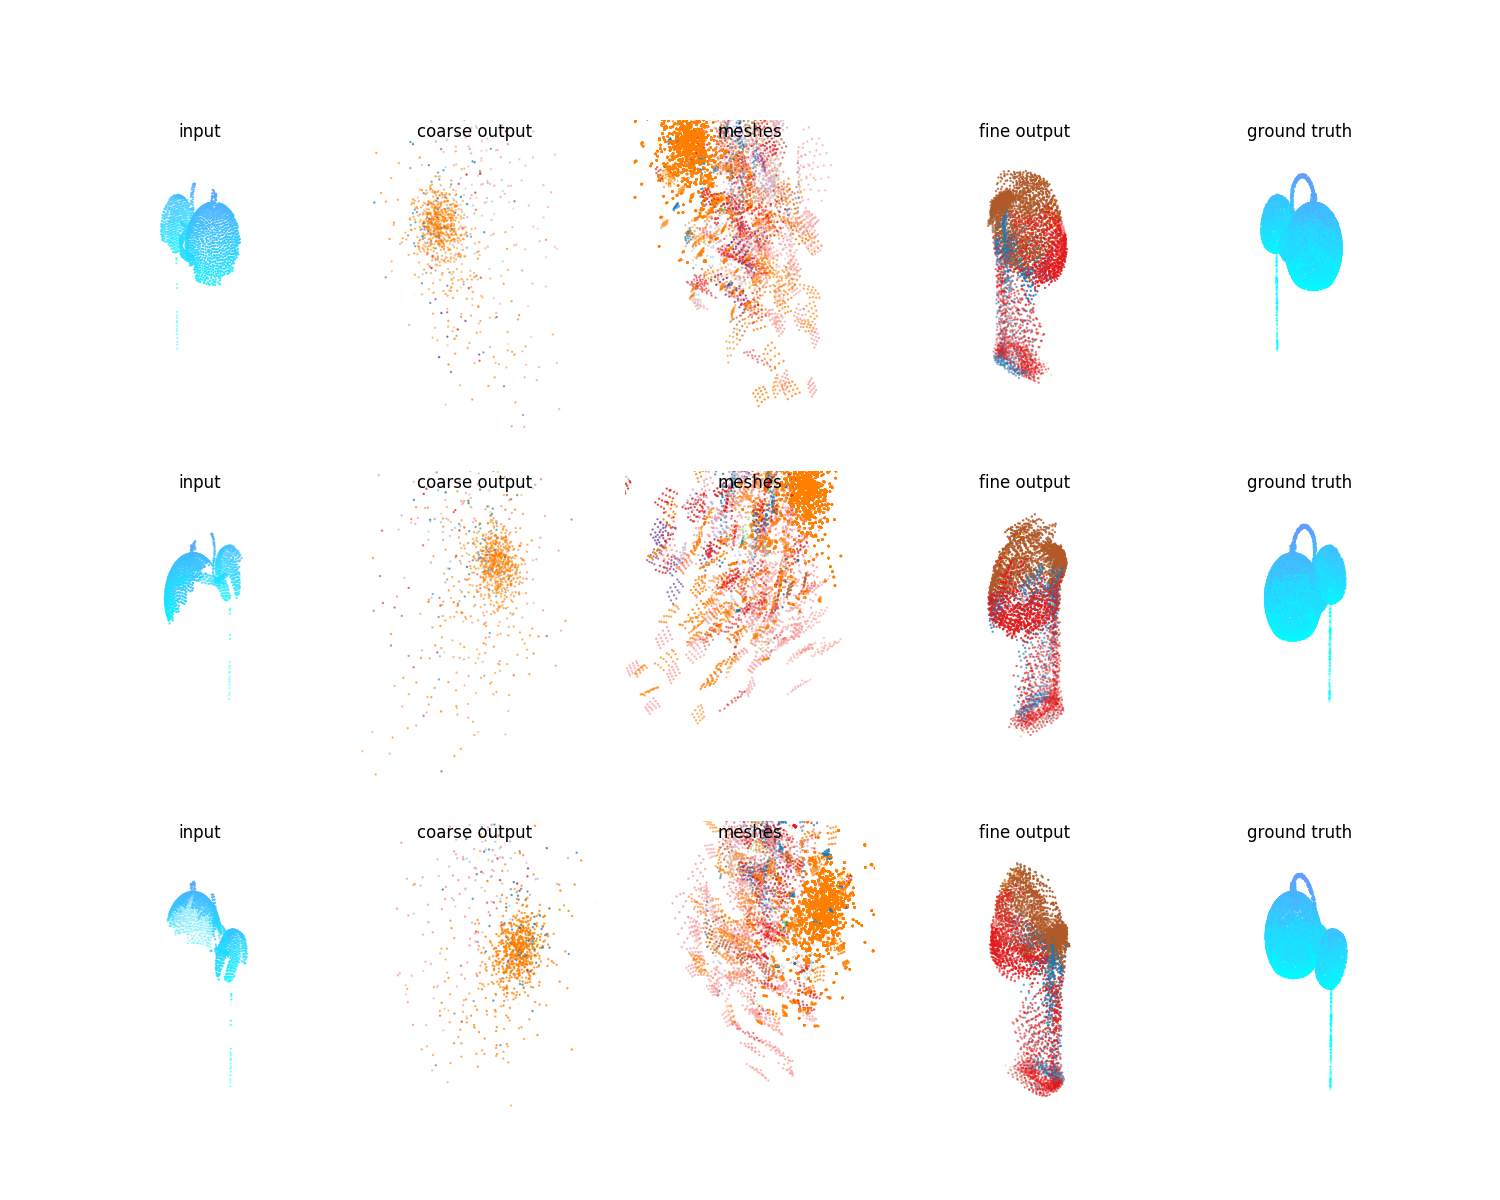 input
coarse output
meshes
fine output
ground truth
input
coarse output
meshes
fine output
ground truth
input
coarse output
meshes
fine output
ground truth